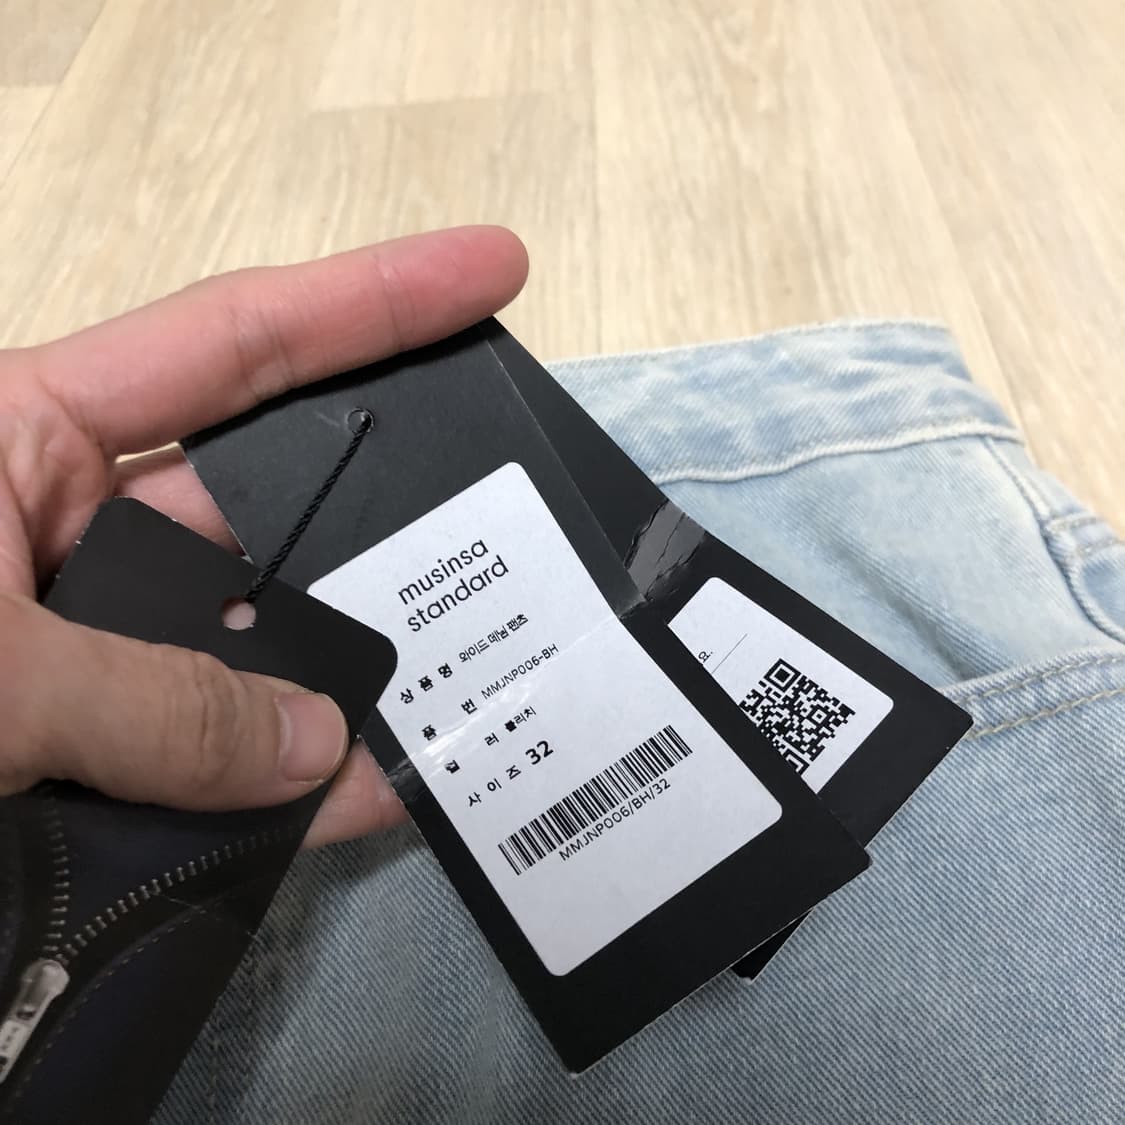 musinsa
standard
상 품 명 와이드 데님 팬츠
품 번 MMJNP006-BH
컬 러 블리치
사 이 즈 32
MMJNP006/BH/32
요.